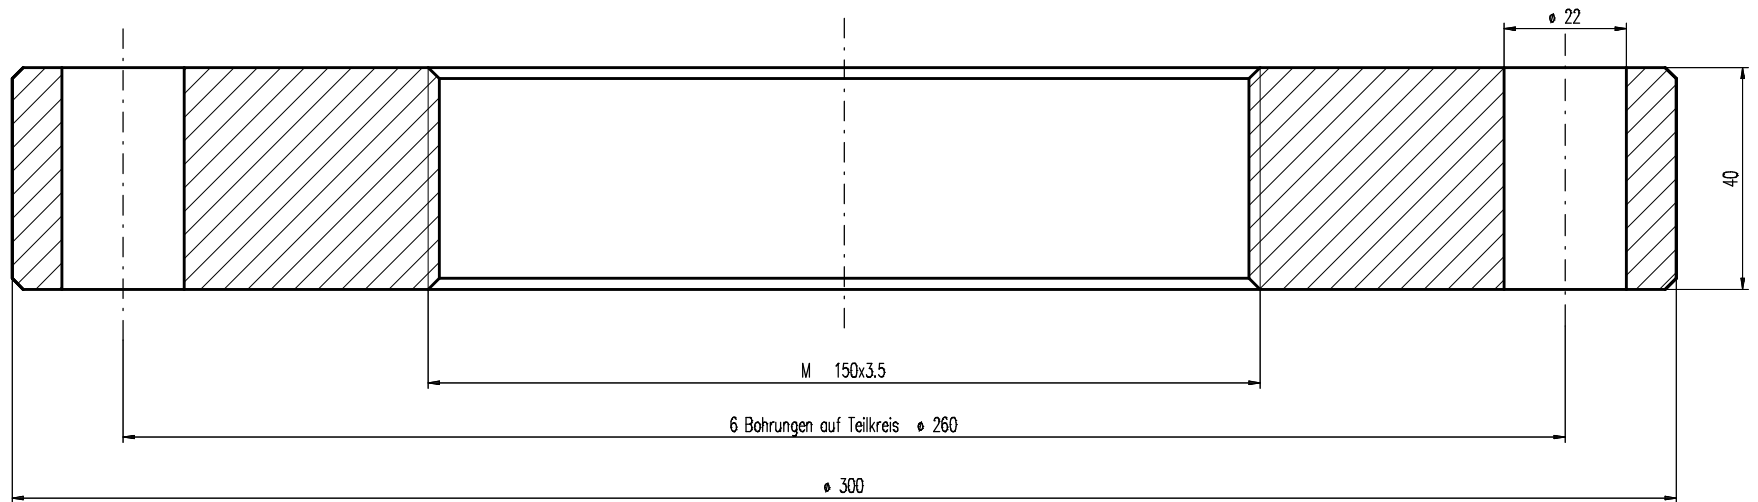 ø 22
40
M 150x3.5
6 Bohrungen auf Teilkreis ø 260
ø 300